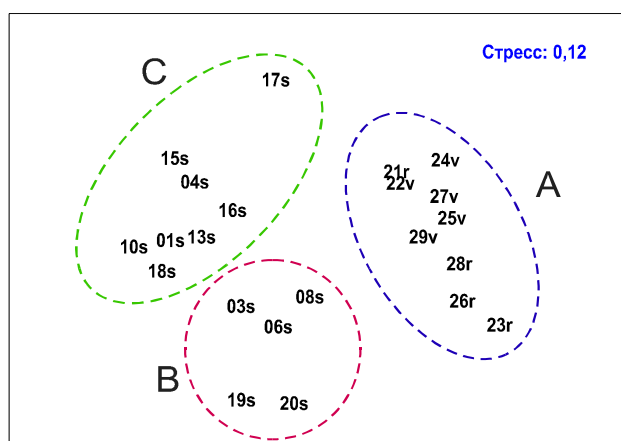 Стресс: 0,12
C
17s
15s
04s
16s
01s
13s
10s
18s
A
24v
21r
22v
27v
25v
29v
28r
26r
23r
B
03s
08s
06s
19s
20s